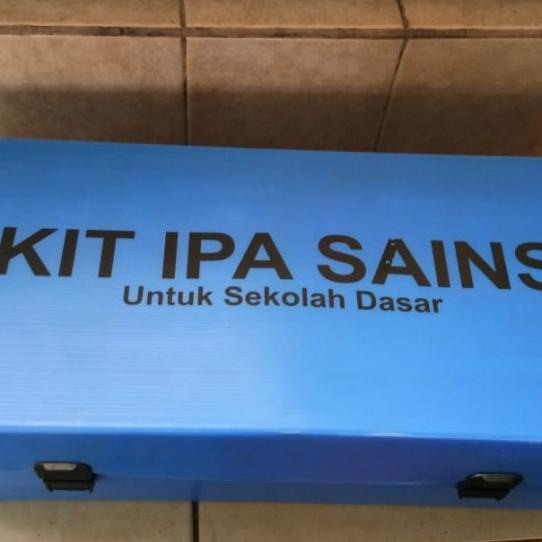 KIT IPA SAINS
Untuk Sekolah Dasar